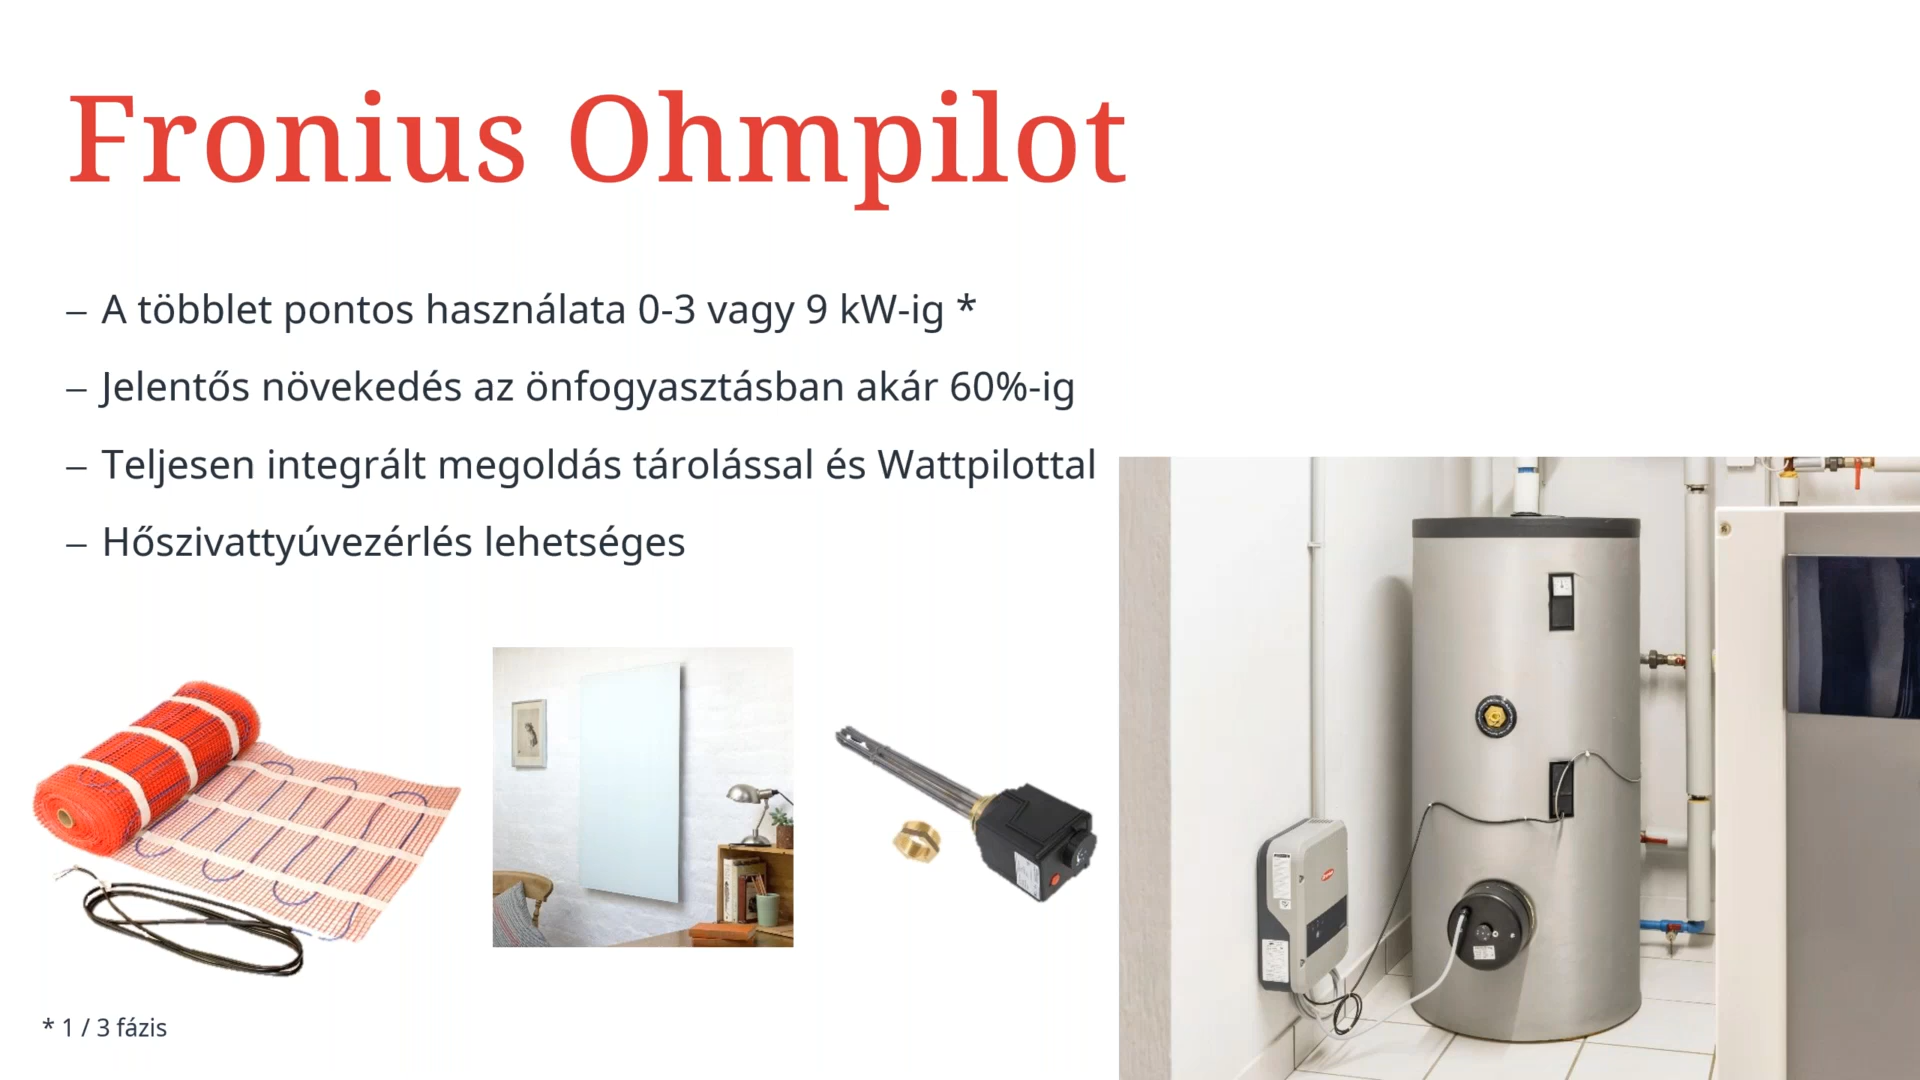 Fronius Ohmpilot
– A többlet pontos használata 0-3 vagy 9 kW-ig *
– Jelentős növekedés az önfogyasztásban akár 60%-ig
– Teljesen integrált megoldás tárolással és Wattpilottal
– Hőszivattyúvezérlés lehetséges
* 1 / 3 fázis